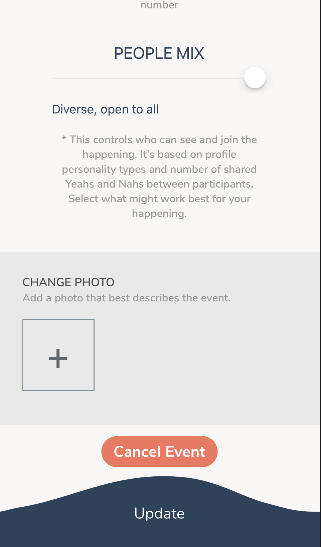 number
PEOPLE MIX
Diverse, open to all
* This controls who can see and join the
happening. It's based on profile
personality types and number of shared
Yeahs and Nahs between participants.
Select what might work best for your
happening.
CHANGE PHOTO
Add a photo that best describes the event.
+
Cancel Event
Update